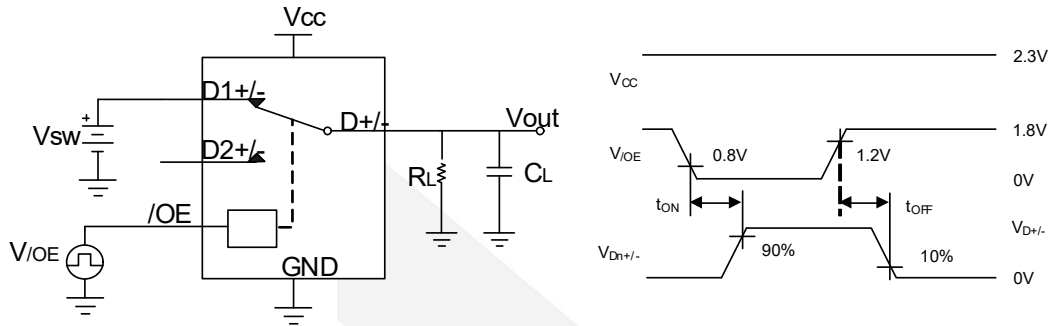 Vcc
D1+/-
Vsw
+
D2+/-
D+/-
Vout
RL
CL
/OE
V/OE
GND
VCC
2.3V
V/OE
0.8V
1.2V
1.8V
0V
tON
tOFF
VD+/-
VDn+/-
90%
10%
0V